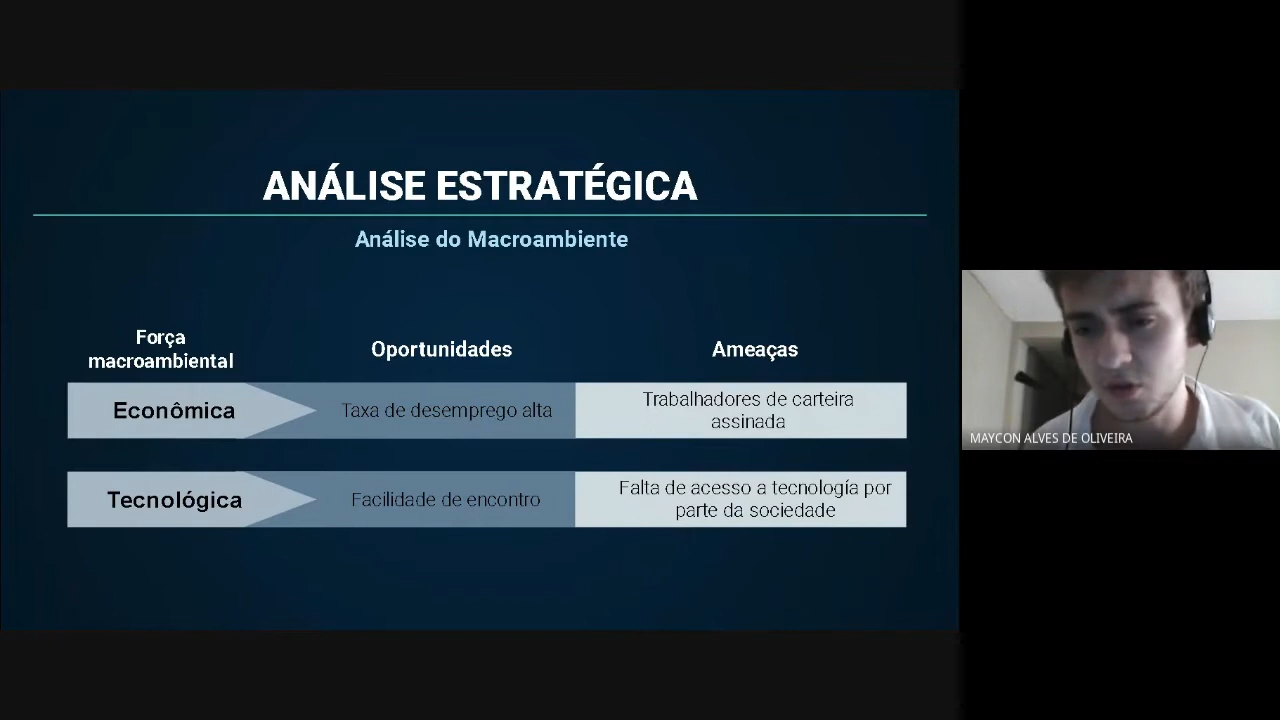 ANÁLISE ESTRATÉGICA
Análise do Macroambiente
Força
macroambiental
Oportunidades
Ameaças
Econômica
Taxa de desemprego alta
Trabalhadores de carteira
assinada
Tecnológica
Facilidade de encontro
Falta de acesso a tecnología por
parte da sociedade
MAYCON ALVES DE OLIVEIRA